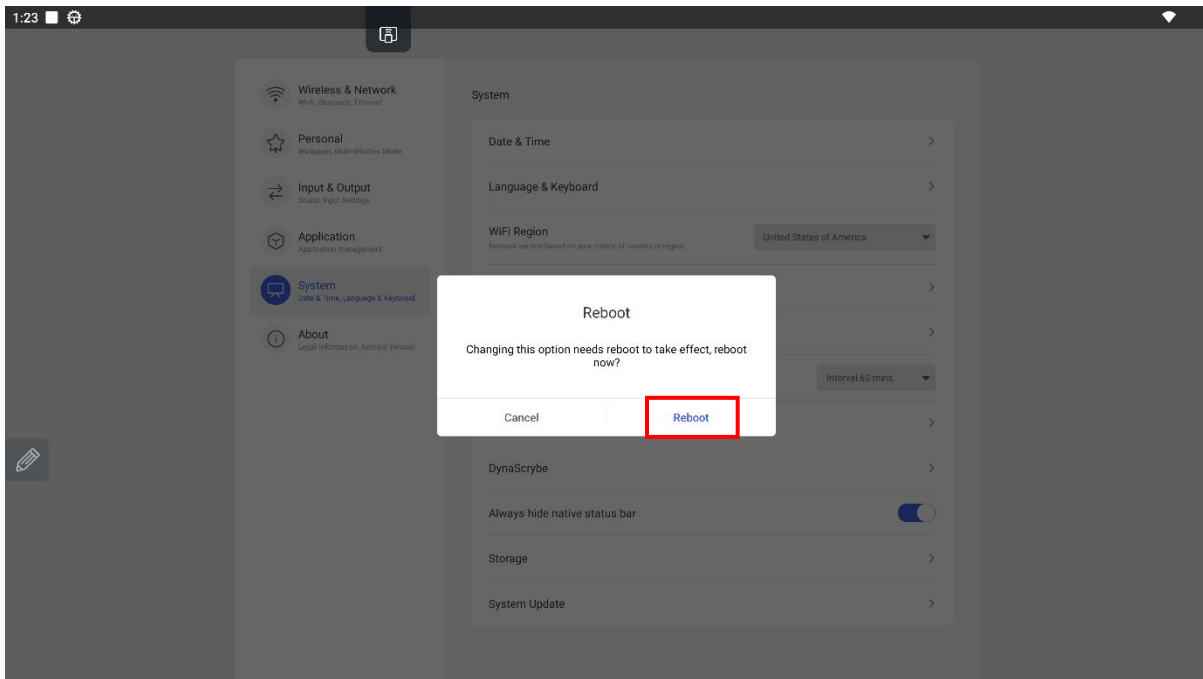 1:23
Wireless & Network
Wi-Fi, Bluetooth, Ethernet
Personal
Wallpaper, Multi-Window Mode
Input & Output
Sound, Input Settings
Application
Application management
System
Date & Time, Language & Keyboard
About
Legal Information, Android Version
System
Date & Time
Language & Keyboard
WiFi Region
Network service based on your choice of country or region.
United States of America
Reboot
Changing this option needs reboot to take effect, reboot
now?
Cancel
Reboot
Interval 60 mins
DynaScrybe
Always hide native status bar
Storage
System Update